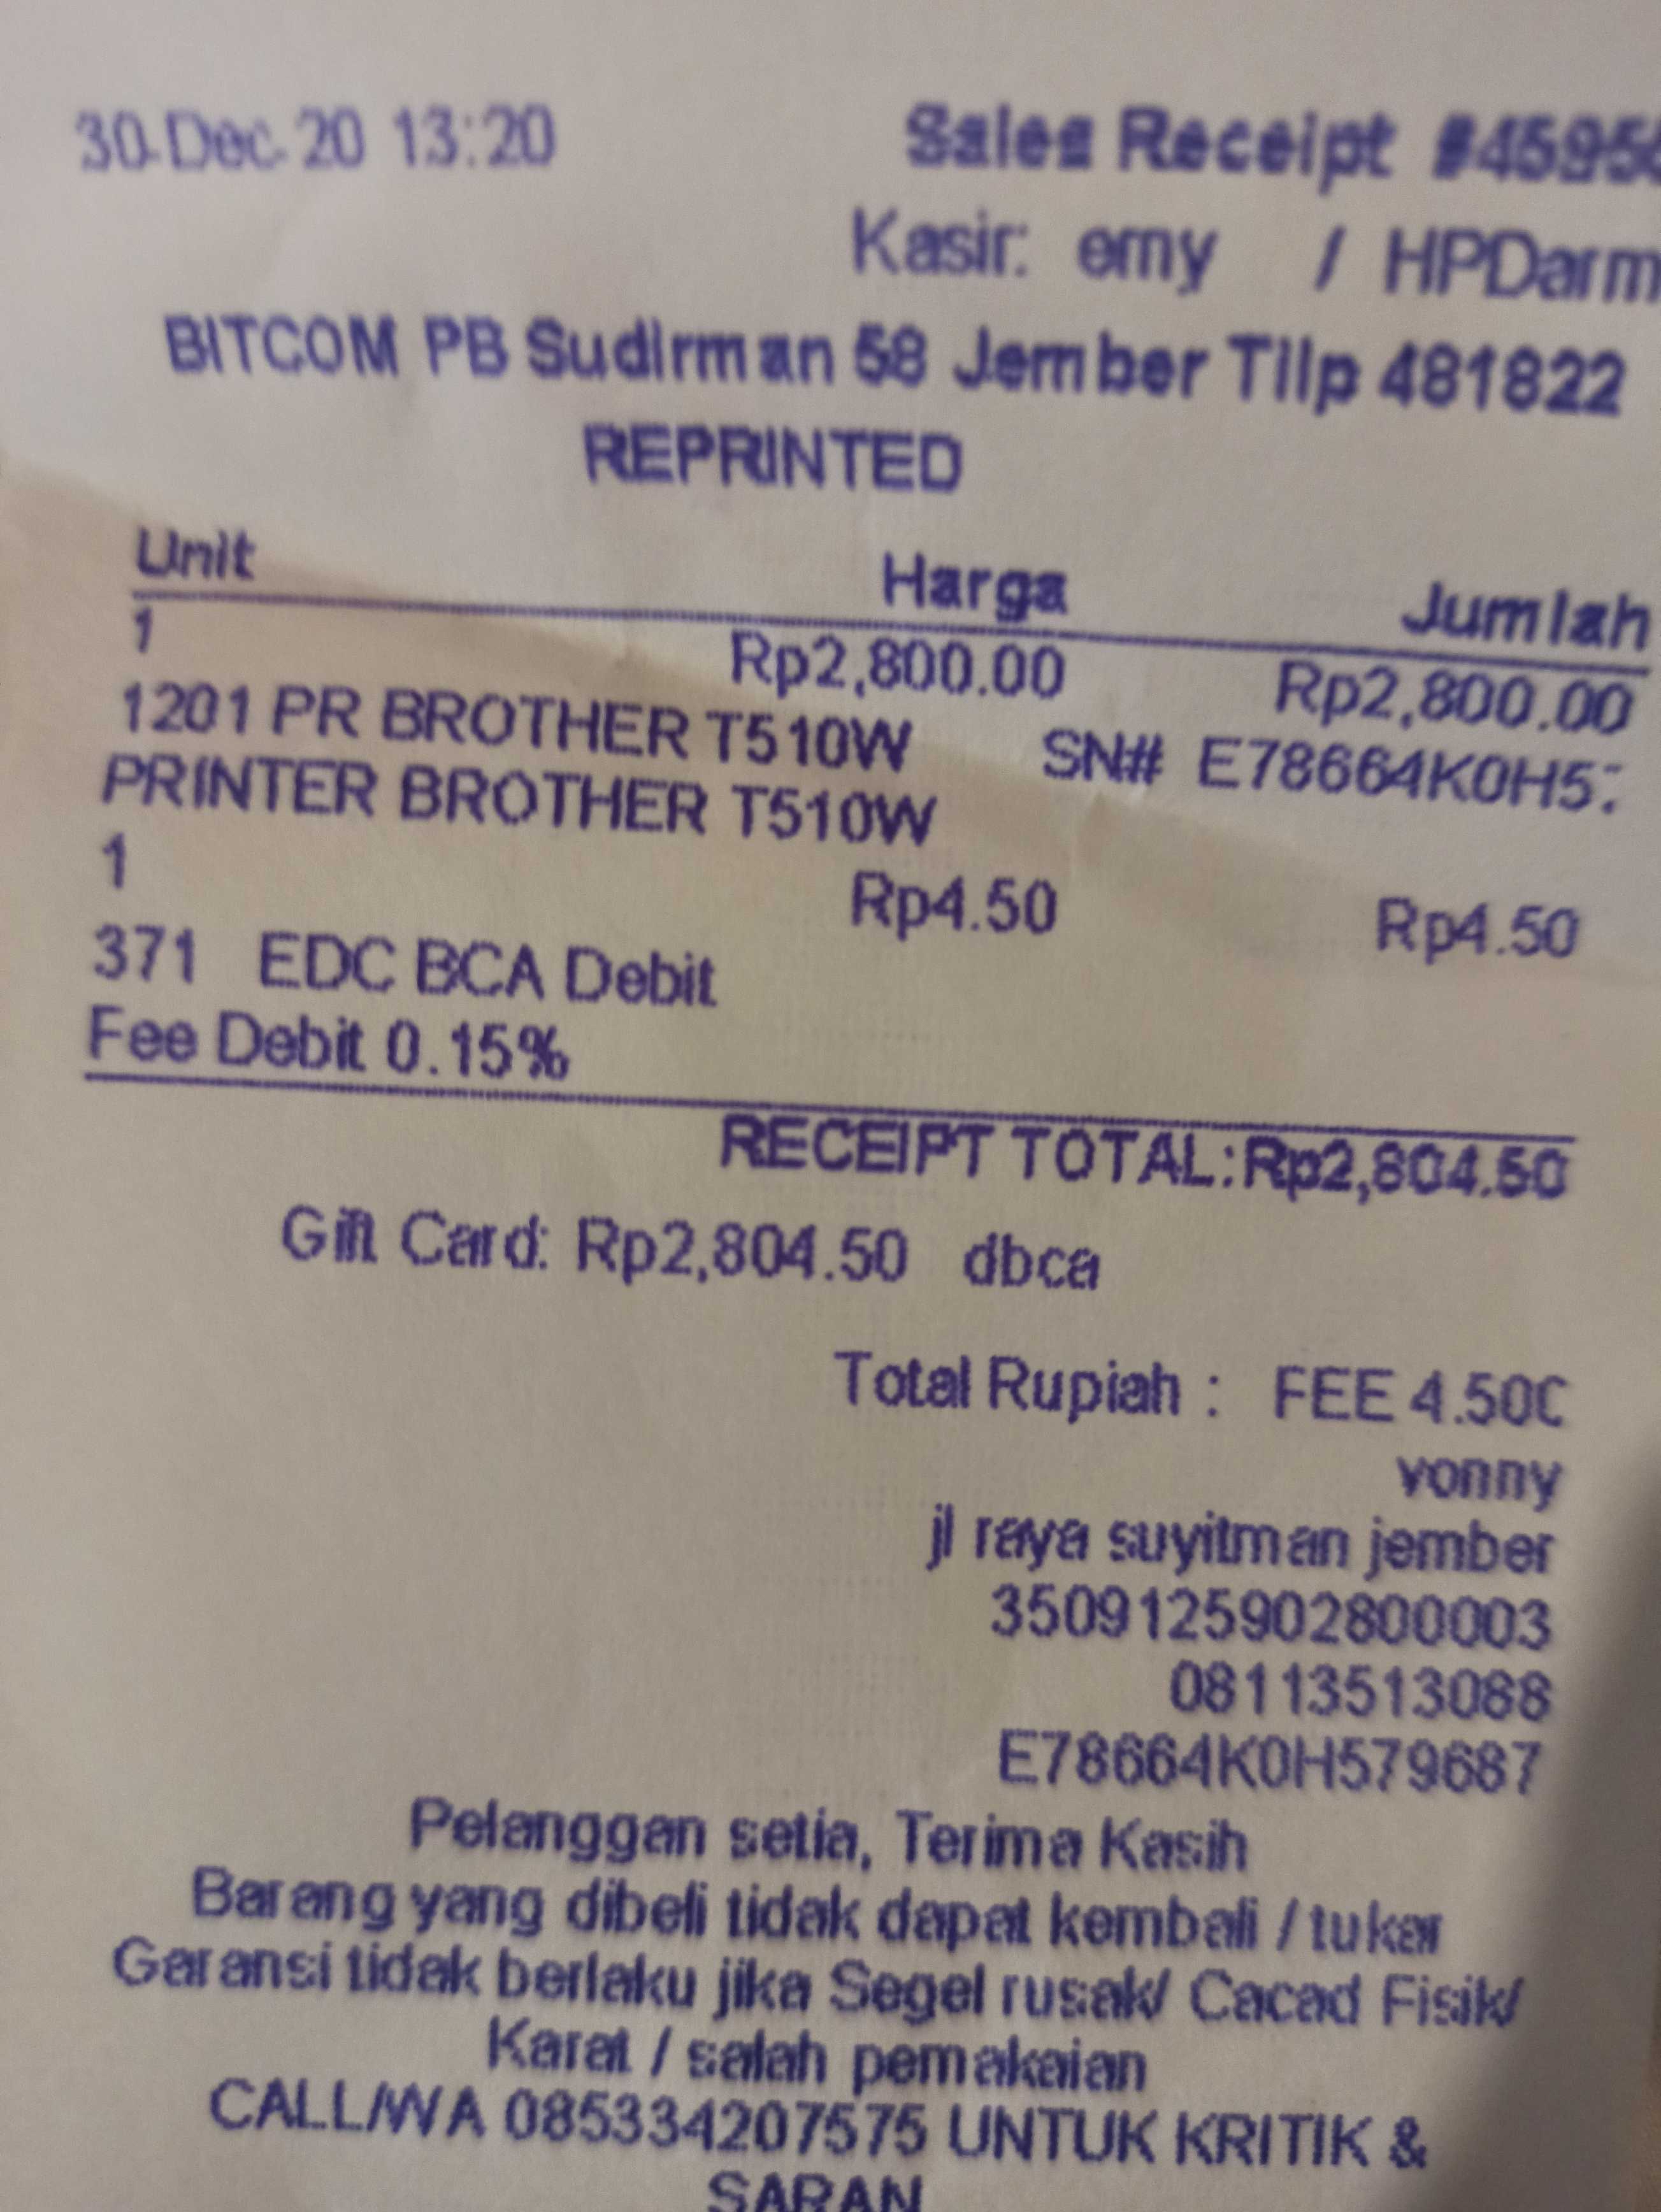 30-Dec-20 13:20 Sales Receipt #4595
Kasir: emy / HPDarm
BITCOM PB Sudirman 58 Jember Tilp 481822
REPRINTED
Unit Harga Jumlah
1 Rp2,800.00 Rp2,800.00
1201 PR BROTHER T510W SN# E78664K0H57
PRINTER BROTHER T510W
1 Rp4.50 Rp4.50
371 EDC BCA Debit
Fee Debit 0.15%
RECEIPT TOTAL: Rp2,804.50
Gift Card: Rp2,804.50 dbca
Total Rupiah : FEE 4.500
vonny
jl raya suyitman jember
3509125902800003
08113513088
E78664K0H579687
Pelanggan setia, Terima Kasih
Barang yang dibeli tidak dapat kembali / tukar
Garansi tidak berlaku jika Segel rusak/ Cacad Fisik/
Karat / salah pemakaian
CALL/WA 085334207575 UNTUK KRITIK &
SARAN